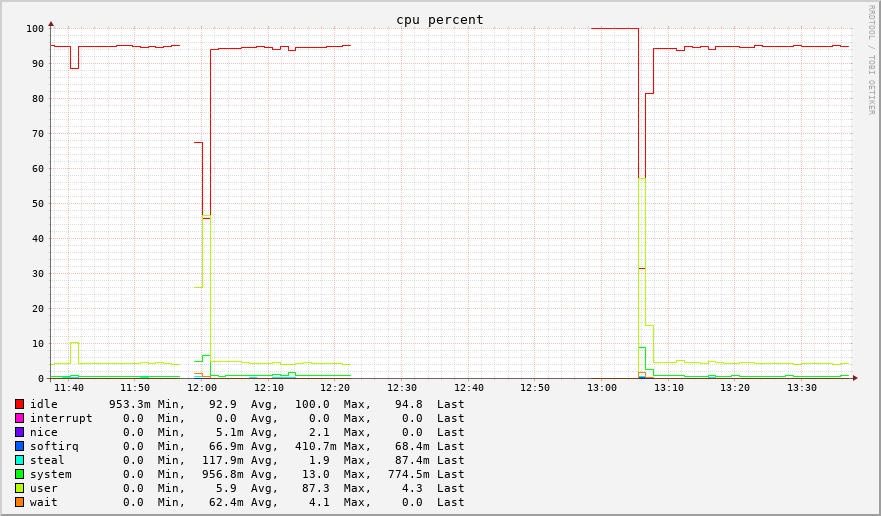 cpu percent
RRDTOOL / TOBI OETIKER
100
90
80
70
60
50
40
30
20
10
0
11:40 11:50 12:00 12:10 12:20 12:30 12:40 12:50 13:00 13:10 13:20 13:30
idle 953.3m Min, 92.9 Avg, 100.0 Max, 94.8 Last
interrupt 0.0 Min, 0.0 Avg, 0.0 Max, 0.0 Last
nice 0.0 Min, 5.1m Avg, 2.1 Max, 0.0 Last
softirq 0.0 Min, 66.9m Avg, 410.7m Max, 68.4m Last
steal 0.0 Min, 117.9m Avg, 1.9 Max, 87.4m Last
system 0.0 Min, 956.8m Avg, 13.0 Max, 774.5m Last
user 0.0 Min, 5.9 Avg, 87.3 Max, 4.3 Last
wait 0.0 Min, 62.4m Avg, 4.1 Max, 0.0 Last